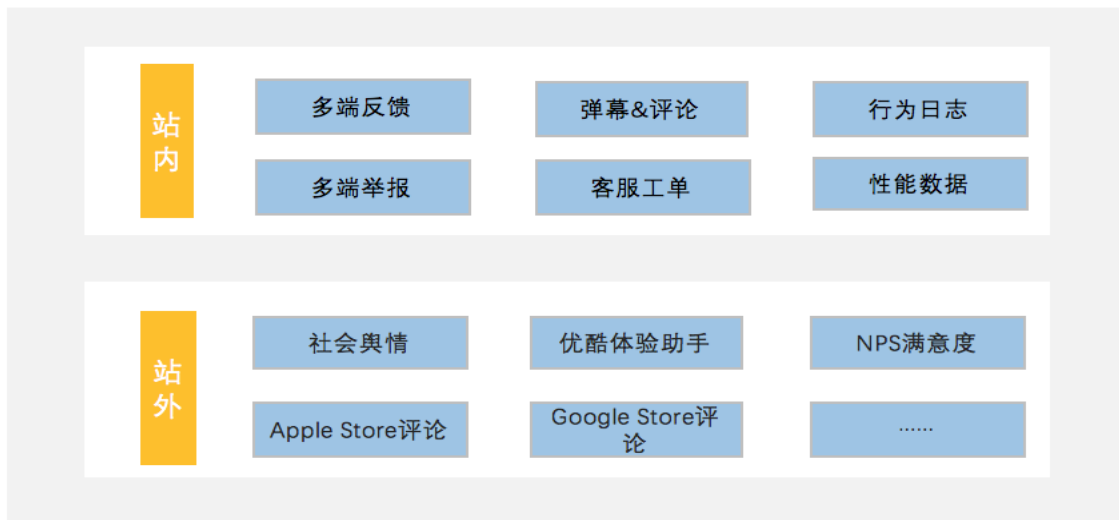 站
内
多端反馈
弹幕&评论
行为日志
多端举报
客服工单
性能数据
站
外
社会舆情
优酷体验助手
NPS满意度
Apple Store评论
Google Store评
论
......